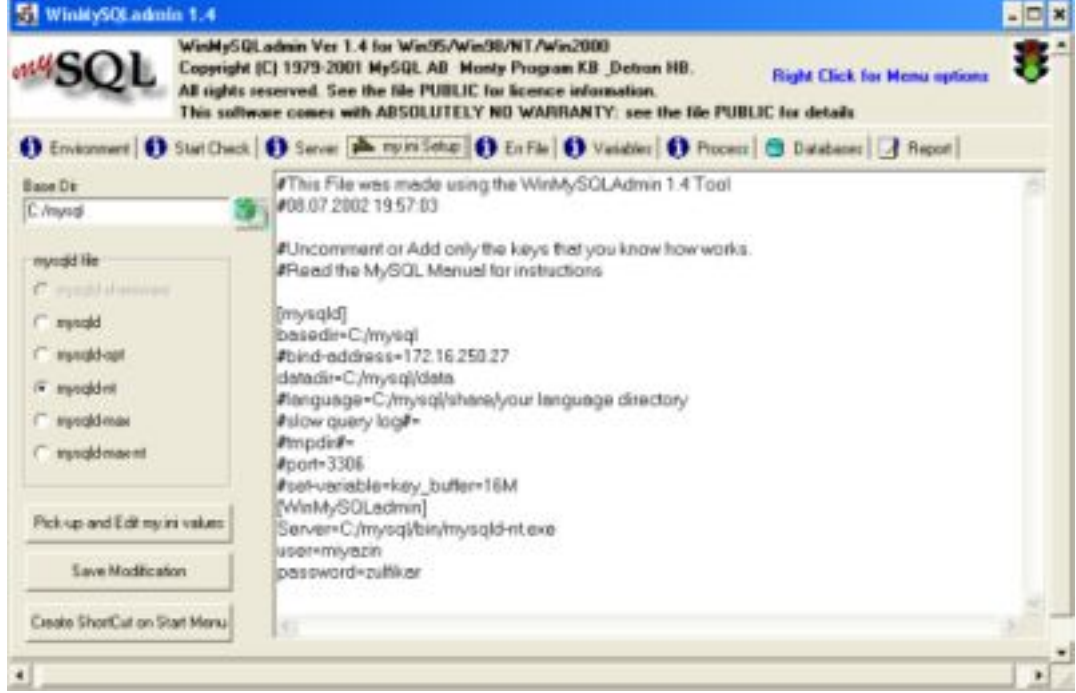 WinMySQLadmin 1.4
mySQL
WinMySQLadmin Ver 1.4 for Win95/Win98/NT/Win2000
Copyright (C) 1979-2001 MySQL AB Monty Program KB _Detron HB.
All rights reserved. See the file PUBLIC for licence information.
This software comes with ABSOLUTELY NO WARRANTY: see the file PUBLIC for details
Right Click for Menu options
Environment Start Check Server my.ini Setup Err File Variables Process Databases Report
Base Dir
C:/mysql
mysqld file
mysqld-shareware
mysqld
mysqld-opt
mysqld-nt
mysqld-max
mysqld-max-nt
Pick-up and Edit my.ini values
Save Modification
Create ShortCut on Start Menu
#This File was made using the WinMySQLAdmin 1.4 Tool
#08.07.2002 19:57:03
#Uncomment or Add only the keys that you know how works.
#Read the MySQL Manual for instructions
[mysqld]
basedir=C:/mysql
#bind-address=172.16.250.27
datadir=C:/mysql/data
#language=C:/mysql/share/your language directory
#slow query log#=
#tmpdir#=
#port=3306
#set-variable=key_buffer=16M
[WinMySQLadmin]
Server=C:/mysql/bin/mysqld-nt.exe
user=miyazin
password=zulfikar